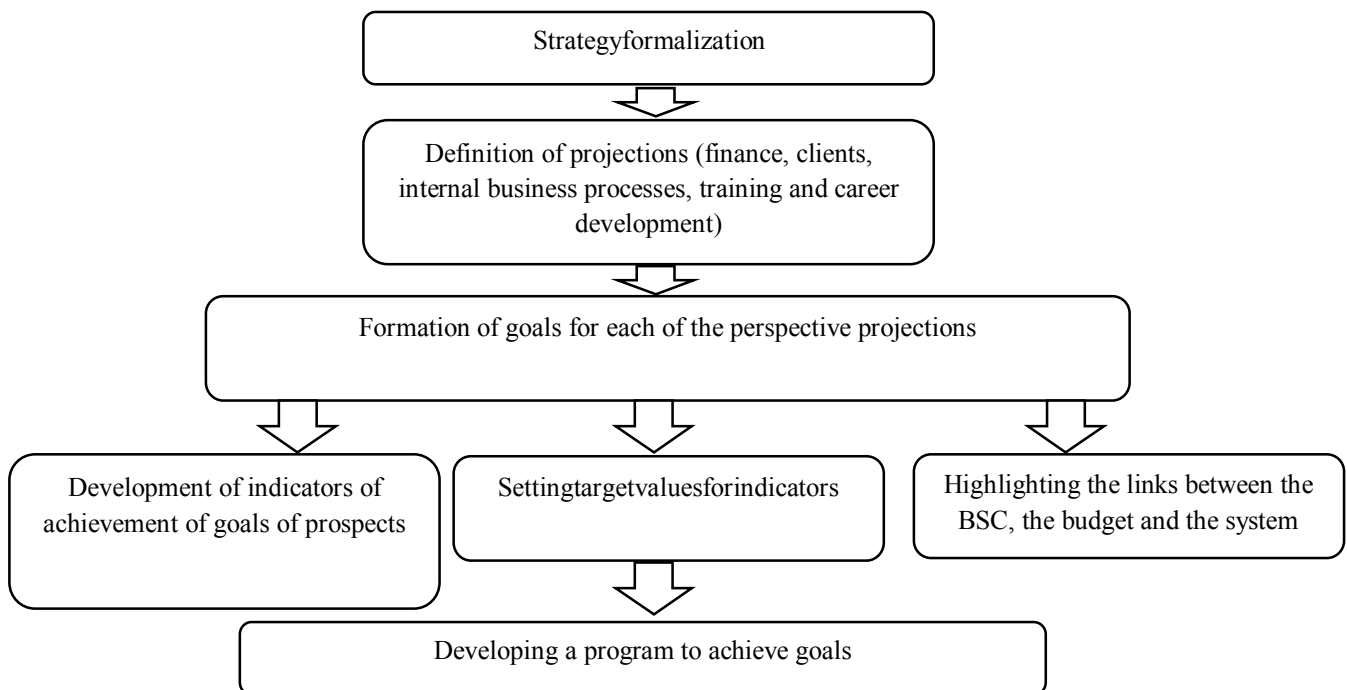 Strategyformalization
Definition of projections (finance, clients,
internal business processes, training and career
development)
Formation of goals for each of the perspective projections
Development of indicators of
achievement of goals of prospects
Settingtargetvaluesforindicators
Highlighting the links between the
BSC, the budget and the system
Developing a program to achieve goals